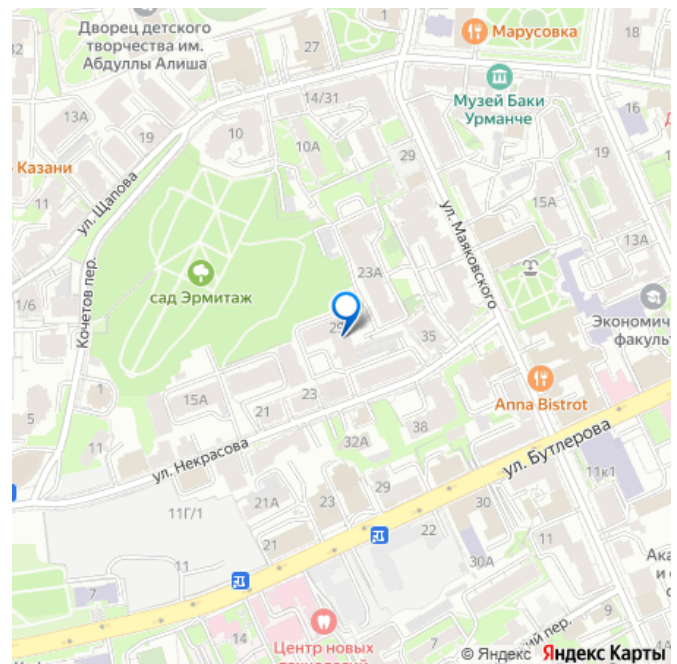 Дворец детского
творчества им.
Абдуллы Алиша
27
Марусовка
18
Музей Баки
Урманче
14/31
13А
19
10
10А
29
16
Казани
11
ул. Щапова
ул. Маяковского
19
15А
13А
23А
сад Эрмитаж
Кочетов пер.
1/6
Экономич
факуль
35
1
5
15А
21
23
Anna Bistrot
38
32А
11
ул. Некрасова
ул. Бутлерова
11к1
21А
23
29
30
11Г/1
22
11
21
30А
11
7
9
14
7
Центр новых
пер.
4А
© Яндекс Яндекс Карты